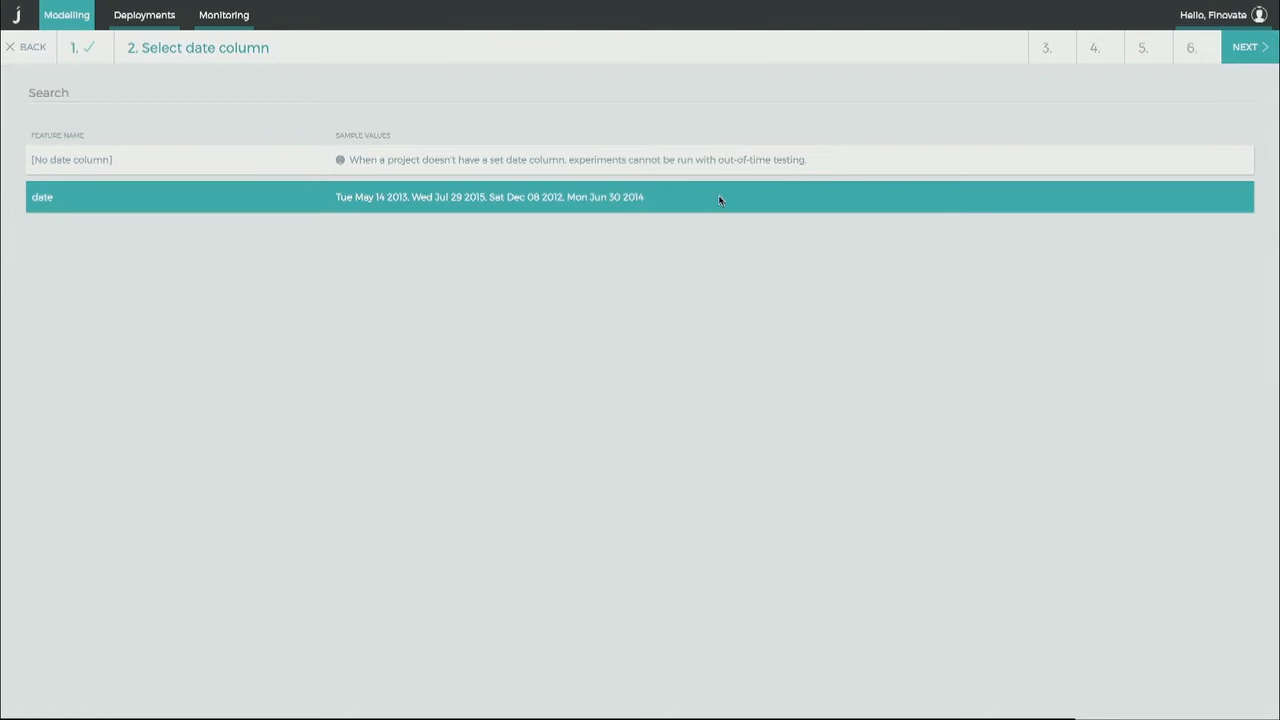 j Modelling Deployments Monitoring Hello, Finovate
BACK 1. 2. Select date column 3. 4. 5. 6. NEXT
Search
FEATURE NAME SAMPLE VALUES
[No date column] When a project doesn't have a set date column, experiments cannot be run with out-of-time testing.
date Tue May 14 2013, Wed Jul 29 2015, Sat Dec 08 2012, Mon Jun 30 2014